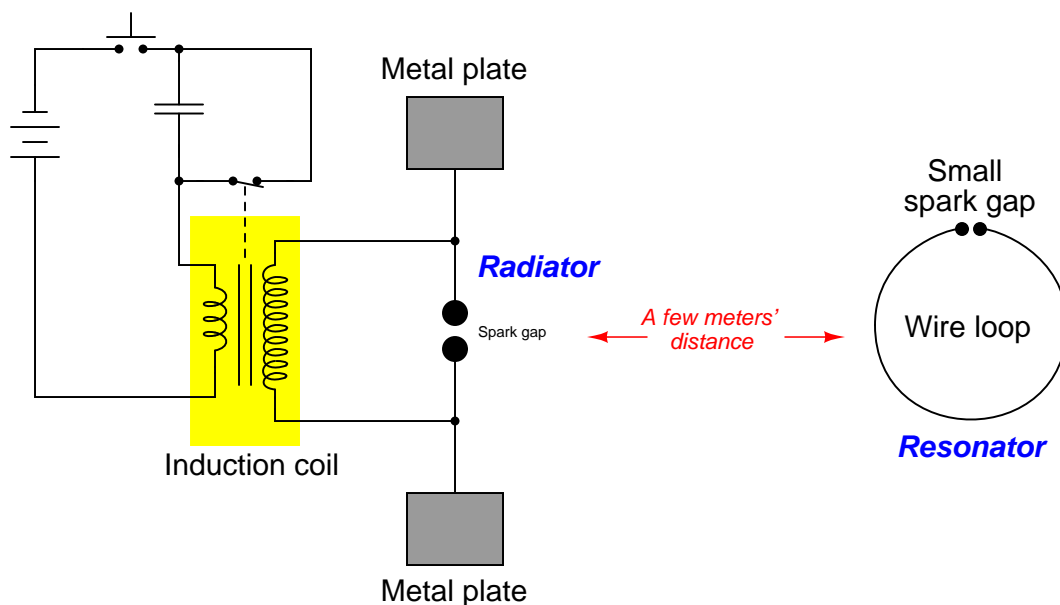 Metal plate
Radiator
Spark gap
Induction coil
Metal plate
A few meters’
distance
Small
spark gap
Wire loop
Resonator